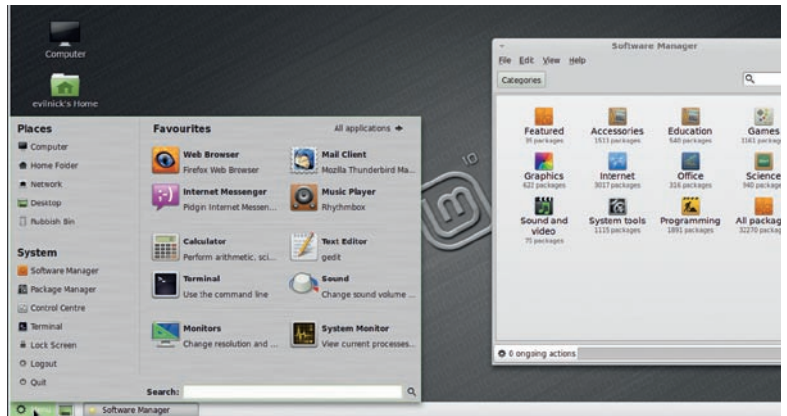 Computer
evilnick's Home
Places
Computer
Home Folder
Network
Desktop
Rubbish Bin
System
Software Manager
Package Manager
Control Centre
Terminal
Lock Screen
Logout
Quit
Favourites
All applications
Web Browser
Firefox Web Browser
Mail Client
Mozilla Thunderbird Ma...
Internet Messenger
Pidgin Internet Messen...
Music Player
Rhythmbox
Calculator
Perform arithmetic, sci...
Text Editor
gedit
Terminal
Use the command line
Sound
Change sound volume ...
Monitors
Change resolution and ...
System Monitor
View current processes...
Search:
Software Manager
Software Manager
File Edit View Help
Categories
Featured
35 packages
Accessories
1511 packages
Education
540 packages
Games
1161 packag
Graphics
622 packages
Internet
3017 packages
Office
316 packages
Science
940 packag
Sound and
video
75 packages
System tools
1115 packages
Programming
1891 packages
All packag
32270 packag
0 ongoing actions
10